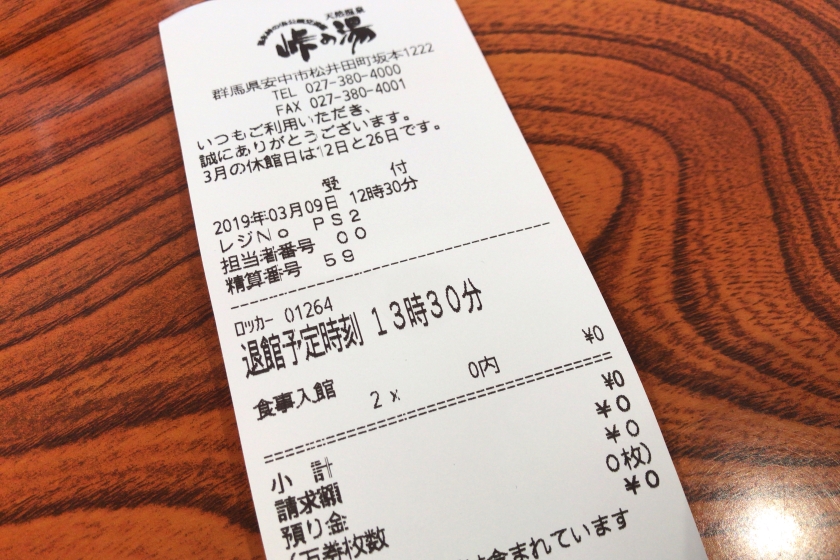 天然温泉
峠の湯
群馬県安中市松井田町坂本1222
TEL 027-380-4000
FAX 027-380-4001
いつもご利用いただき、
誠にありがとうございます。
3月の休館日は12日と26日です。
受 付
2019年03月09日 12時30分
レジNo PS2
担当者番号 00
精算番号 59
ロッカー 01264
退館予定時刻 13時30分
食事入館 ¥0
2x 0内
小 計 ¥0
請求額 ¥0
預り金 ¥0
万券枚数 0枚)
¥0
含まれています